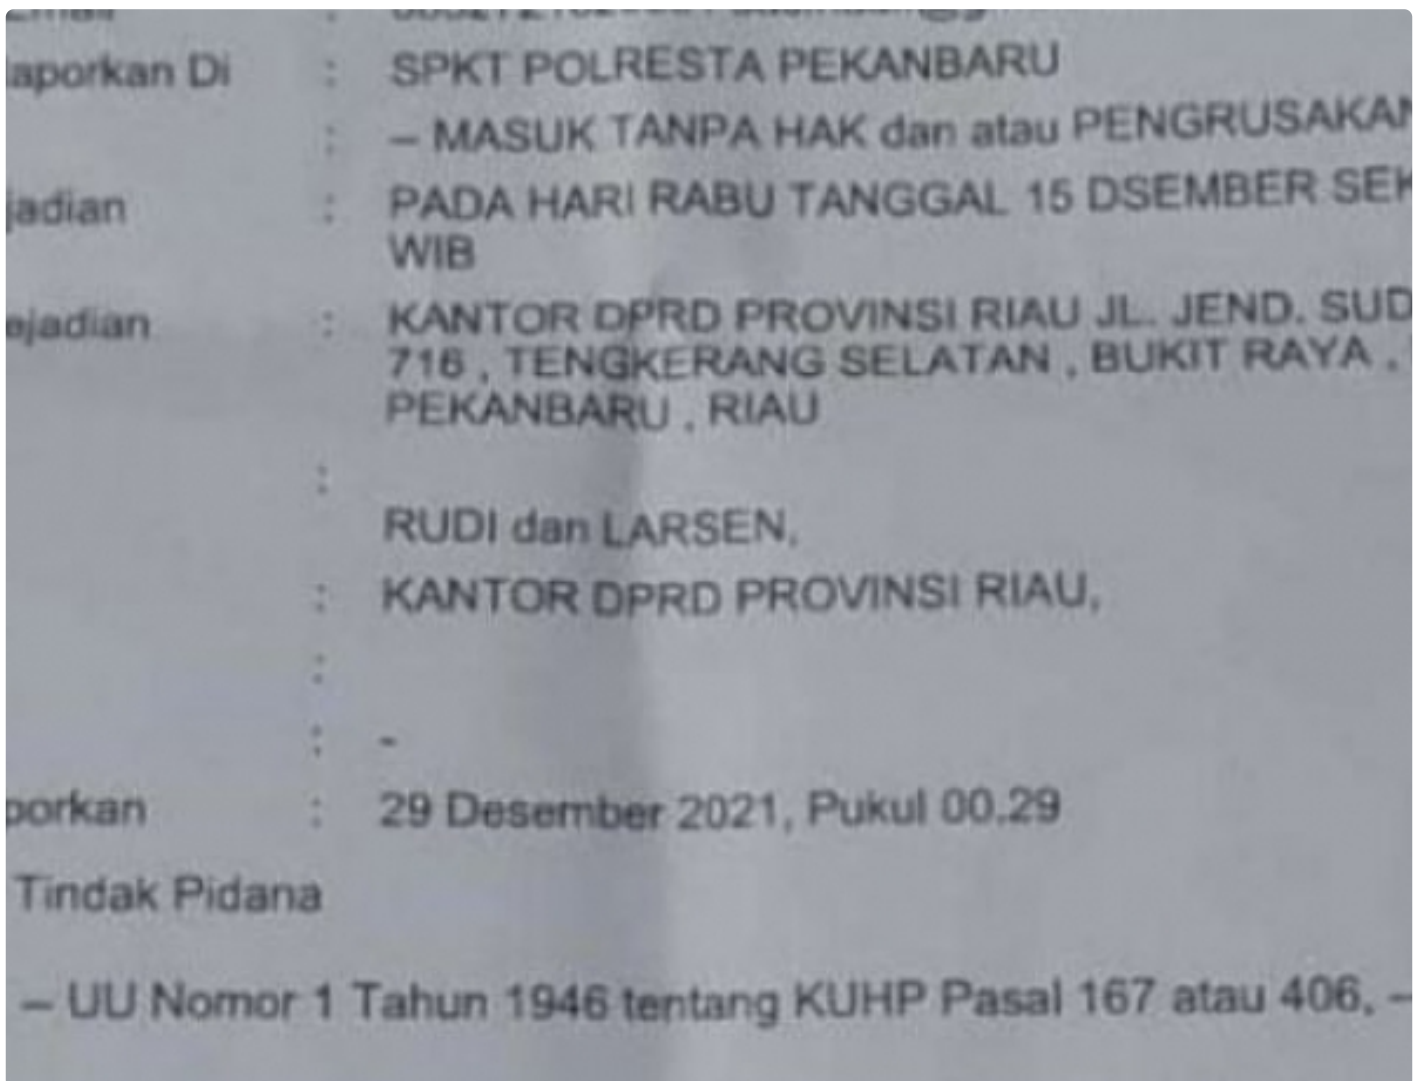 aporkan Di : SPKT POLRESTA PEKANBARU
: – MASUK TANPA HAK dan atau PENGRUSAKAN
jadian : PADA HARI RABU TANGGAL 15 DSEMBER SEK
WIB
ejadian : KANTOR DPRD PROVINSI RIAU JL. JEND. SUD
716 , TENGKERANG SELATAN , BUKIT RAYA ,
PEKANBARU , RIAU
:
RUDI dan LARSEN,
: KANTOR DPRD PROVINSI RIAU,
:
: -
porkan : 29 Desember 2021, Pukul 00.29
Tindak Pidana
– UU Nomor 1 Tahun 1946 tentang KUHP Pasal 167 atau 406, –